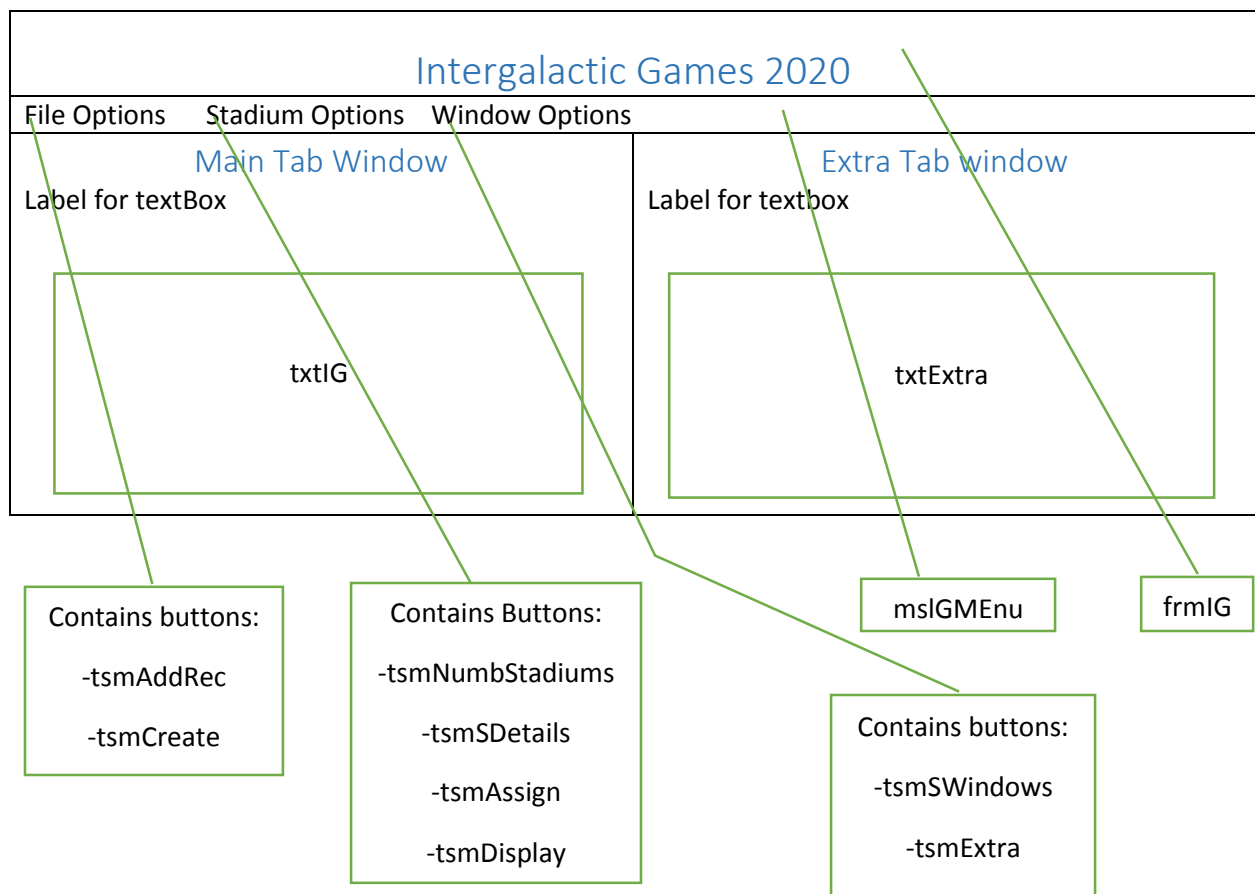 Intergalactic Games 2020
File Options Stadium Options Window Options
Main Tab Window
Label for textBox
txtIG
Extra Tab window
Label for textbox
txtExtra
Contains buttons:
-tsmAddRec
-tsmCreate
Contains Buttons:
-tsmNumbStadiums
-tsmSDetails
-tsmAssign
-tsmDisplay
Contains buttons:
-tsmSWindows
-tsmExtra
mslGMEnu
frmIG